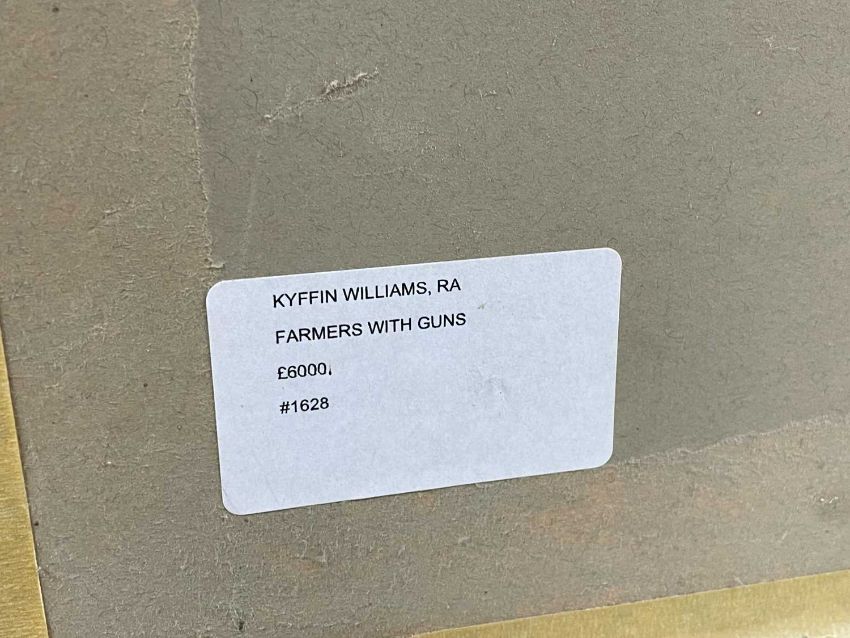 KYFFIN WILLIAMS, RA
FARMERS WITH GUNS
£6000.
#1628